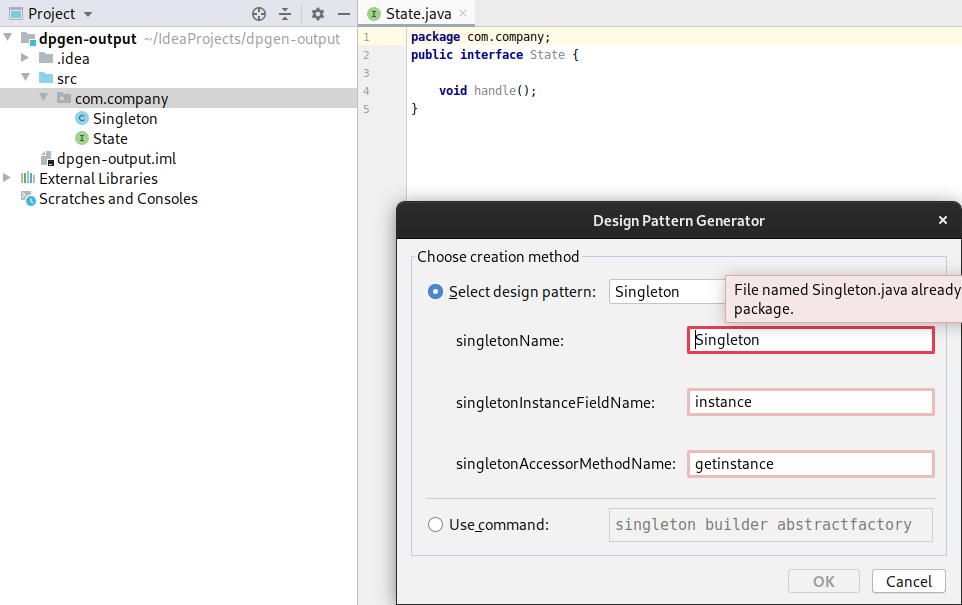 Project
State.java
dpgen-output ~/IdeaProjects/dpgen-output
.idea
src
com.company
C Singleton
I State
dpgen-output.iml
External Libraries
Scratches and Consoles
1 package com.company;
2 public interface State {
3
4 void handle();
5 }
Design Pattern Generator
Choose creation method
Select design pattern: Singleton
File named Singleton.java already
package.
singletonName: Singleton
singletonInstanceFieldName: instance
singletonAccessorMethodName: getinstance
Use command: singleton builder abstractfactory
OK Cancel